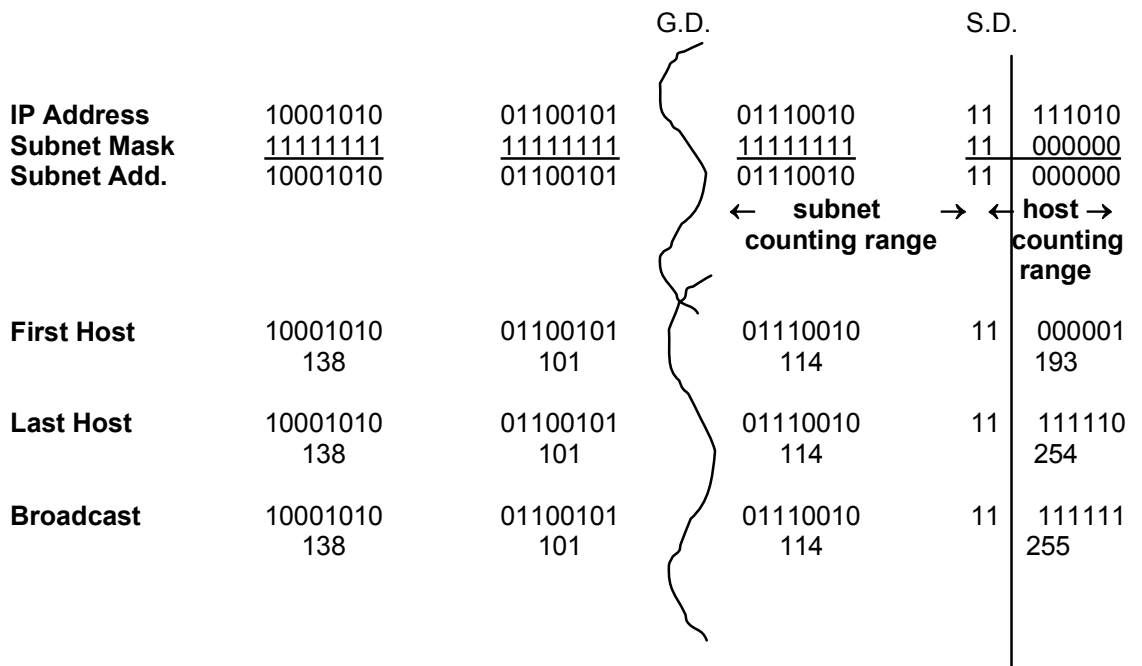 G.D. S.D.
IP Address 10001010 01100101 01110010 11 111010
Subnet Mask 11111111 11111111 11111111 11 000000
Subnet Add. 10001010 01100101 01110010 11 000000
← subnet → ← host →
counting range counting
range
First Host 10001010 01100101 01110010 11 000001
138 101 114 193
Last Host 10001010 01100101 01110010 11 111110
138 101 114 254
Broadcast 10001010 01100101 01110010 11 111111
138 101 114 255